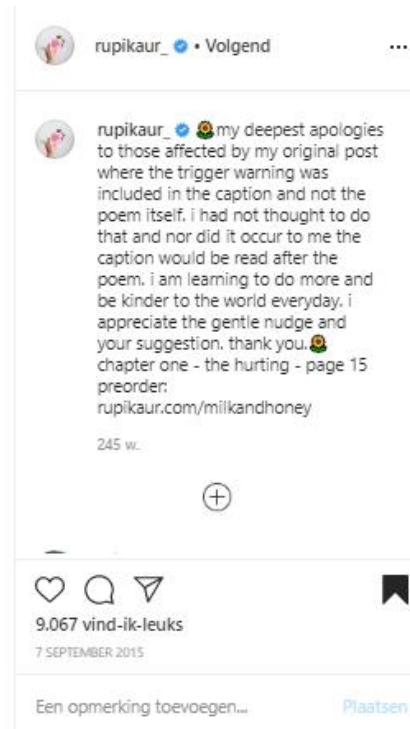 rupikaur_ • Volgend ...
rupikaur_ my deepest apologies
to those affected by my original post
where the trigger warning was
included in the caption and not the
poem itself. i had not thought to do
that and nor did it occur to me the
caption would be read after the
poem. i am learning to do more and
be kinder to the world everyday. i
appreciate the gentle nudge and
your suggestion. thank you.
chapter one - the hurting - page 15
preorder:
rupikaur.com/milkandhoney
245 w.
9.067 vind-ik-leuks
7 SEPTEMBER 2015
Een opmerking toevoegen... Plaatsen